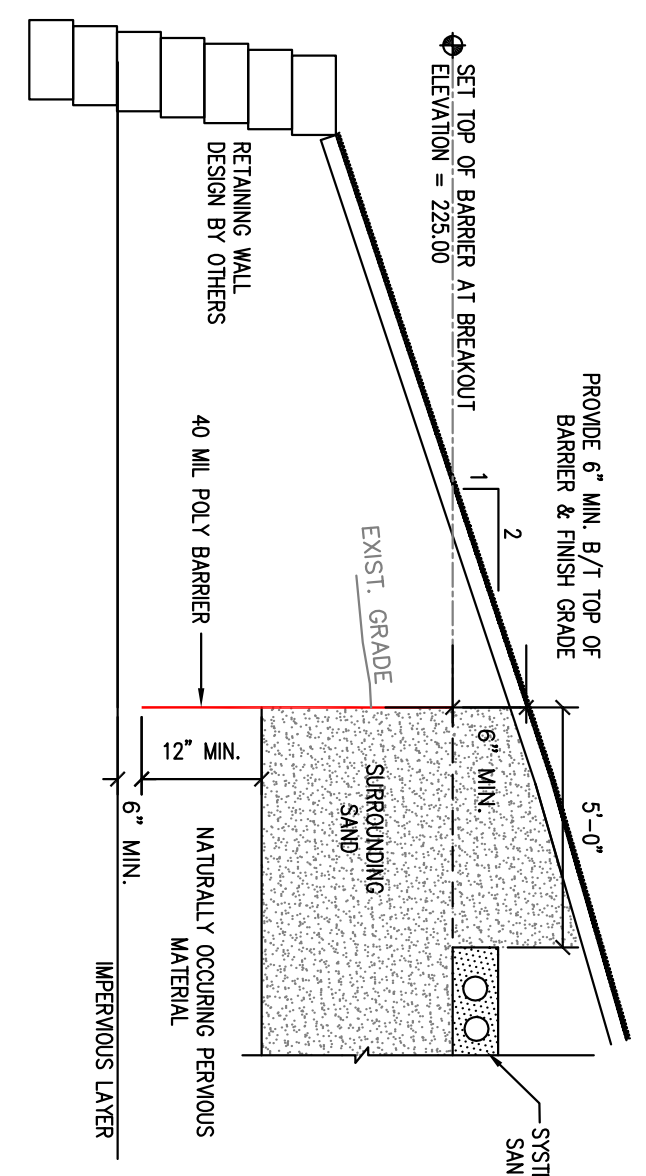 PROVIDE 6" MIN. B/T TOP OF
BARRIER & FINISH GRADE
SET TOP OF BARRIER AT BREAKOUT
ELEVATION = 225.00
1
2
5'-0"
6" MIN.
EXIST. GRADE
SURROUNDING
SAND
RETAINING WALL
DESIGN BY OTHERS
40 MIL POLY BARRIER
12" MIN.
6" MIN.
NATURALLY OCCURING PERVIOUS
MATERIAL
IMPERVIOUS LAYER
SYST
SAN